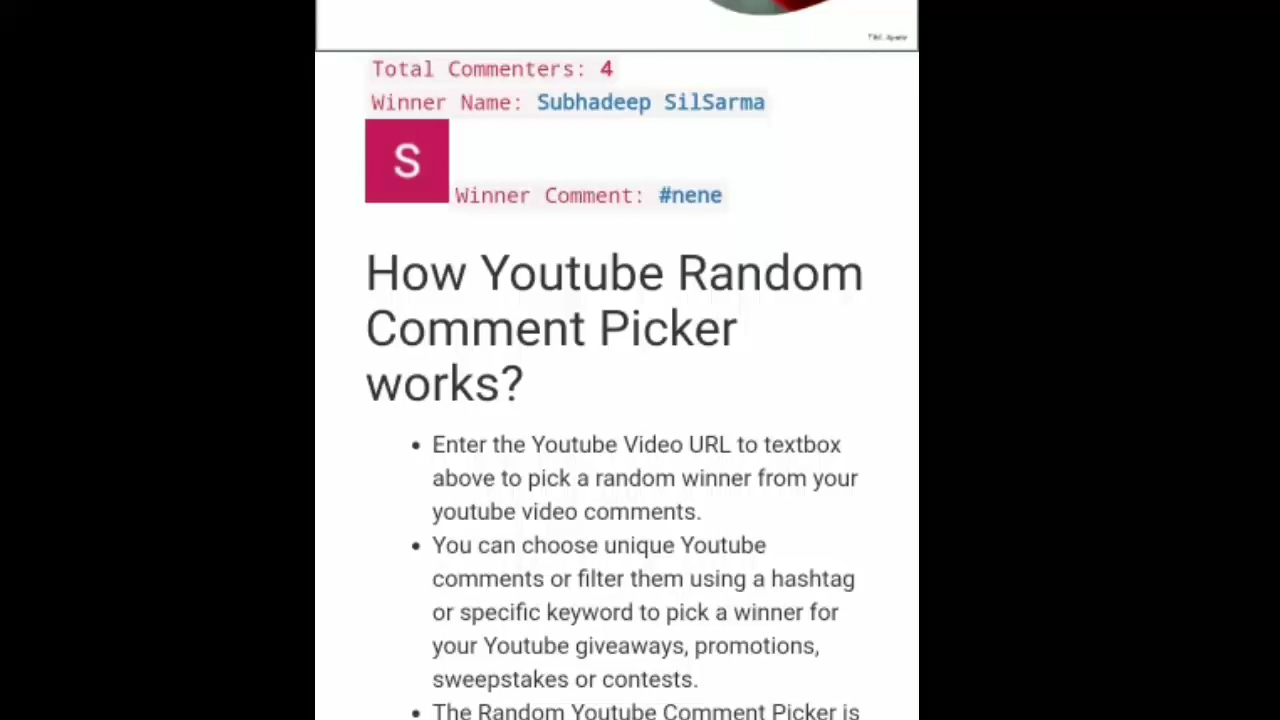 Total Commenters: 4
Winner Name: Subhadeep SilSarma
S
Winner Comment: #nene
How Youtube Random
Comment Picker
works?
• Enter the Youtube Video URL to textbox
above to pick a random winner from your
youtube video comments.
• You can choose unique Youtube
comments or filter them using a hashtag
or specific keyword to pick a winner for
your Youtube giveaways, promotions,
sweepstakes or contests.
• The Random Youtube Comment Picker is